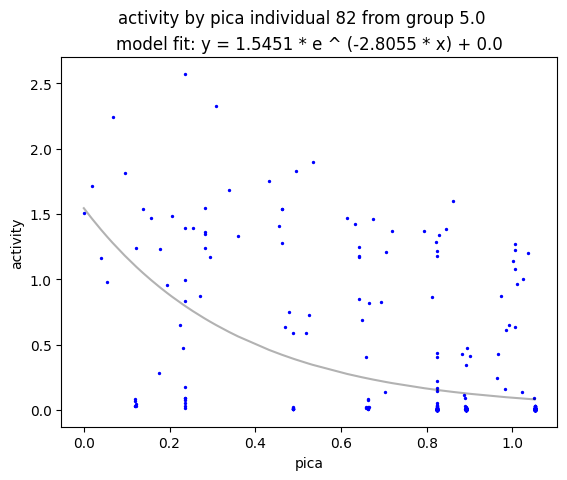 activity by pica individual 82 from group 5.0
model fit: y = 1.5451 * e ^ (-2.8055 * x) + 0.0
2.5
2.0
1.5
1.0
0.5
0.0
activity
0.0 0.2 0.4 0.6 0.8 1.0
pica